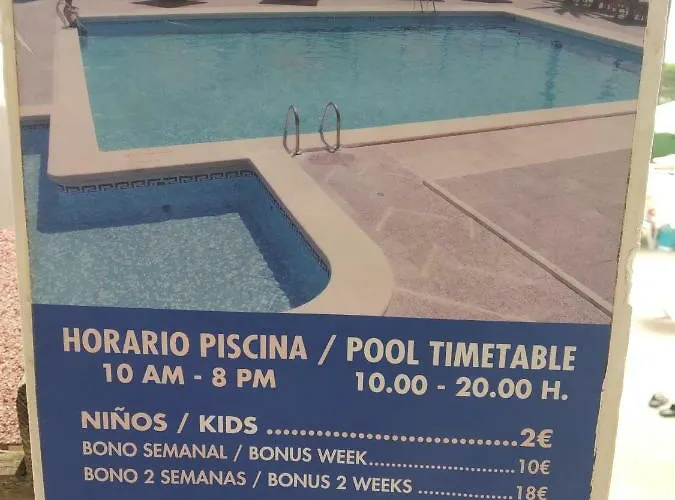 HORARIO PISCINA / POOL TIMETABLE
10 AM - 8 PM 10.00 - 20.00 H.
NIÑOS / KIDS ..............................2€
BONO SEMANAL / BONUS WEEK..........................10€
BONO 2 SEMANAS / BONUS 2 WEEKS ................18€